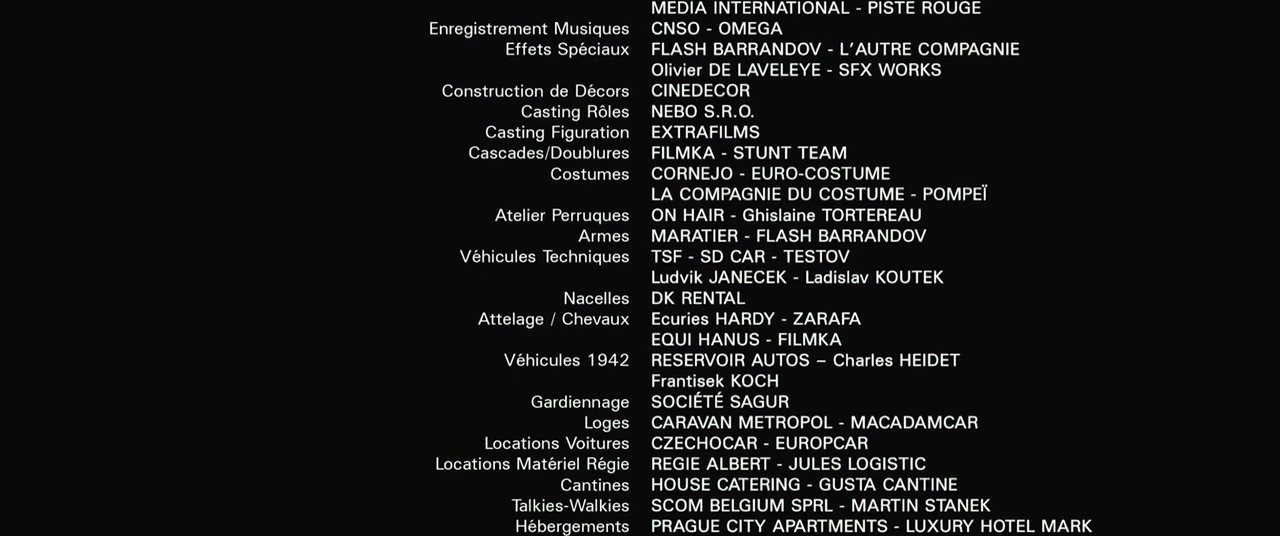 MEDIA INTERNATIONAL - PISTE ROUGE
Enregistrement Musiques CNSO - OMEGA
Effets Spéciaux FLASH BARRANDOV - L'AUTRE COMPAGNIE
Olivier DE LAVELEYE - SFX WORKS
Construction de Décors CINEDECOR
Casting Rôles NEBO S.R.O.
Casting Figuration EXTRAFILMS
Cascades/Doublures FILMKA - STUNT TEAM
Costumes CORNEJO - EURO-COSTUME
LA COMPAGNIE DU COSTUME - POMPEÏ
Atelier Perruques ON HAIR - Ghislaine TORTEREAU
Armes MARATIER - FLASH BARRANDOV
Véhicules Techniques TSF - SD CAR - TESTOV
Ludvik JANECEK - Ladislav KOUTEK
Nacelles DK RENTAL
Attelage / Chevaux Ecuries HARDY - ZARAFA
EQUI HANUS - FILMKA
Véhicules 1942 RESERVOIR AUTOS – Charles HEIDET
Frantisek KOCH
Gardiennage SOCIÉTÉ SAGUR
Loges CARAVAN METROPOL - MACADAMCAR
Locations Voitures CZECHOCAR - EUROPCAR
Locations Matériel Régie REGIE ALBERT - JULES LOGISTIC
Cantines HOUSE CATERING - GUSTA CANTINE
Talkies-Walkies SCOM BELGIUM SPRL - MARTIN STANEK
Hébergements PRAGUE CITY APARTMENTS - LUXURY HOTEL MARK